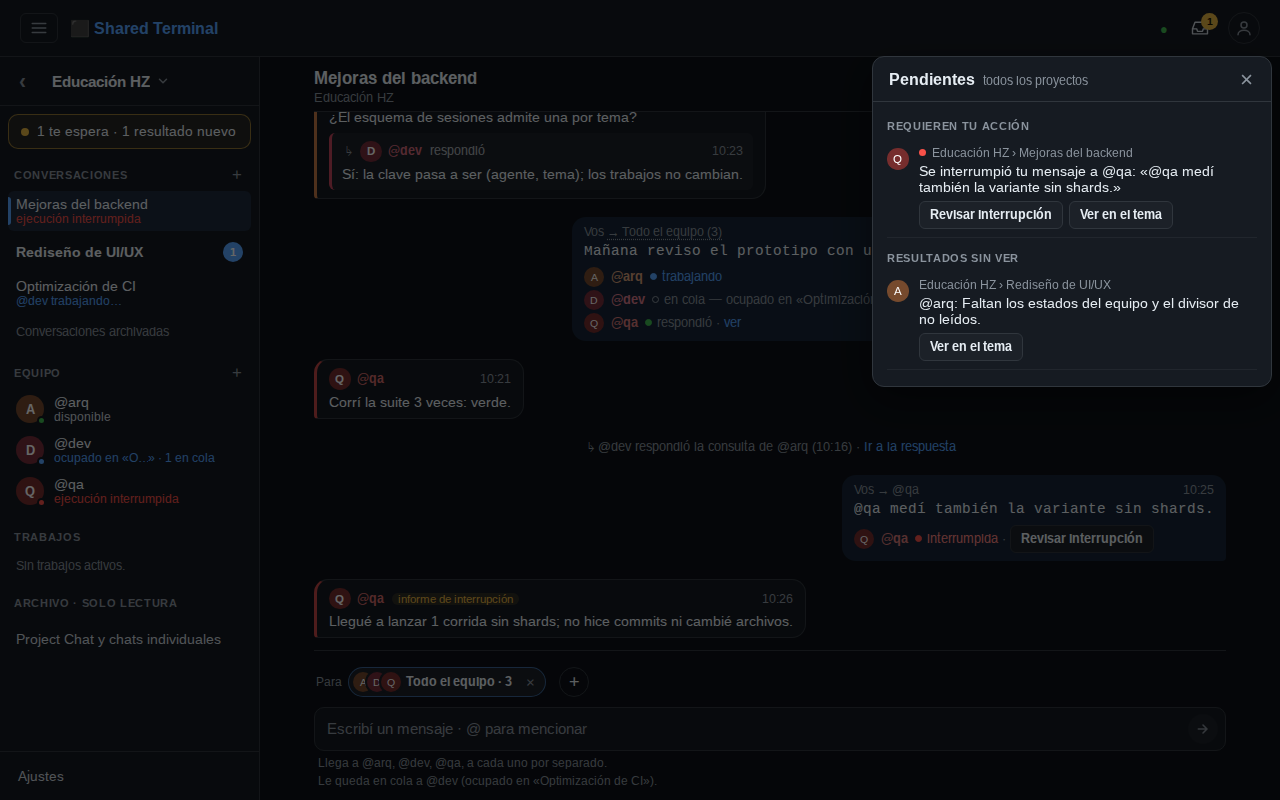 Shared Terminal
1
Educación HZ
1 te espera · 1 resultado nuevo
CONVERSACIONES
Mejoras del backend
ejecución interrumpida
Rediseño de UI/UX
1
Optimización de CI
@dev trabajando…
Conversaciones archivadas
EQUIPO
A
@arq
disponible
D
@dev
ocupado en «O...» · 1 en cola
Q
@qa
ejecución interrumpida
TRABAJOS
Sin trabajos activos.
ARCHIVO · SOLO LECTURA
Project Chat y chats individuales
Ajustes
Mejoras del backend
Educación HZ
¿El esquema de sesiones admite una por tema?
↳ D @dev respondió 10:23
Sí: la clave pasa a ser (agente, tema); los trabajos no cambian.
Vos → Todo el equipo (3)
Mañana reviso el prototipo con u
A @arq trabajando
D @dev en cola — ocupado en «Optimizació
Q @qa respondió · ver
Q @qa 10:21
Corrí la suite 3 veces: verde.
↳ @dev respondió la consulta de @arq (10:16) · Ir a la respuesta
Vos → @qa 10:25
@qa medí también la variante sin shards.
Q @qa interrumpida · Revisar interrupción
Q @qa informe de interrupción 10:26
Llegué a lanzar 1 corrida sin shards; no hice commits ni cambié archivos.
Para A D Q Todo el equipo · 3 × +
Escribí un mensaje · @ para mencionar
Llega a @arq, @dev, @qa, a cada uno por separado.
Le queda en cola a @dev (ocupado en «Optimización de CI»).
Pendientes todos los proyectos
REQUIEREN TU ACCIÓN
Q
Educación HZ › Mejoras del backend
Se interrumpió tu mensaje a @qa: «@qa medí
también la variante sin shards.»
Revisar interrupción Ver en el tema
RESULTADOS SIN VER
A
Educación HZ › Rediseño de UI/UX
@arq: Faltan los estados del equipo y el divisor de
no leídos.
Ver en el tema